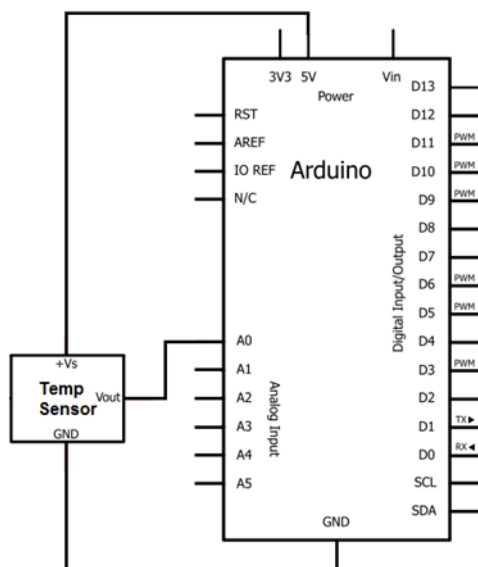 3V3 5V Vin
Power
Arduino
RST
AREF
IO REF
N/C
A0
A1
A2
A3
A4
A5
Analog Input
D13
D12
D11 PWM
D10 PWM
D9 PWM
D8
D7
D6 PWM
D5 PWM
D4
D3 PWM
D2
D1 TX▶
D0 RX◀
SCL
SDA
Digital Input/Output
GND
+Vs
Temp
Sensor
Vout
GND